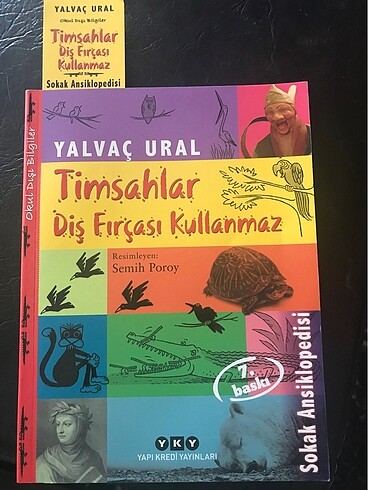 YALVAÇ URAL
Okul Dışı Bilgiler
Timsahlar
Diş Fırçası
Kullanmaz
Sokak Ansiklopedisi
Okul Dışı Bilgiler
YALVAÇ URAL
Timsahlar
Diş Fırçası Kullanmaz
Resimleyen:
Semih Poroy
7.
baskı
Sokak Ansiklopedisi
YKY
YAPI KREDİ YAYINLARI